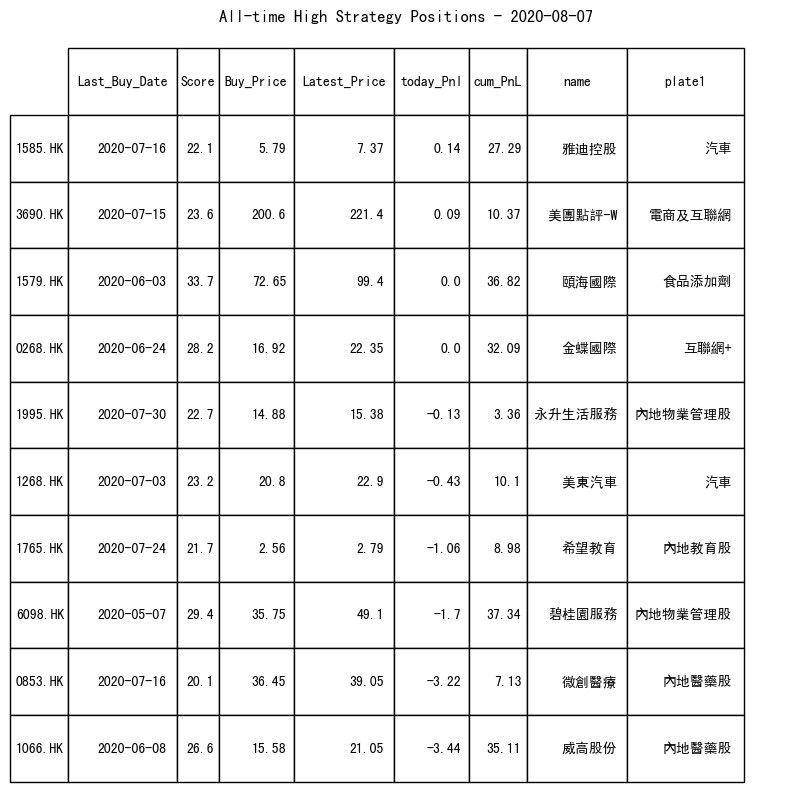 All-time High Strategy Positions - 2020-08-07
Last_Buy_Date Score Buy_Price Latest_Price today_Pnl cum_PnL name plate1
1585.HK 2020-07-16 22.1 5.79 7.37 0.14 27.29 雅迪控股 汽車
3690.HK 2020-07-15 23.6 200.6 221.4 0.09 10.37 美團點評-W 電商及互聯網
1579.HK 2020-06-03 33.7 72.65 99.4 0.0 36.82 頤海國際 食品添加劑
0268.HK 2020-06-24 28.2 16.92 22.35 0.0 32.09 金蝶國際 互聯網+
1995.HK 2020-07-30 22.7 14.88 15.38 -0.13 3.36 永升生活服務 內地物業管理股
1268.HK 2020-07-03 23.2 20.8 22.9 -0.43 10.1 美東汽車 汽車
1765.HK 2020-07-24 21.7 2.56 2.79 -1.06 8.98 希望教育 內地教育股
6098.HK 2020-05-07 29.4 35.75 49.1 -1.7 37.34 碧桂園服務 內地物業管理股
0853.HK 2020-07-16 20.1 36.45 39.05 -3.22 7.13 微創醫療 內地醫藥股
1066.HK 2020-06-08 26.6 15.58 21.05 -3.44 35.11 威高股份 內地醫藥股